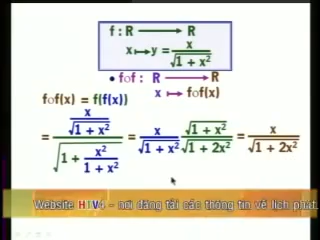 f : R ⟶ R
x ↦ y = x / √(1 + x²)
• fof : R ⟶ R
x ↦ fof(x)
fof(x) = f(f(x))
= (x / √(1 + x²)) / √(1 + x² / (1 + x²)) = x / √(1 + x²) · √(1 + x²) / √(1 + 2x²) = x / √(1 + 2x²)
Website HTV4 - nơi đăng tải các thông tin về lịch phát